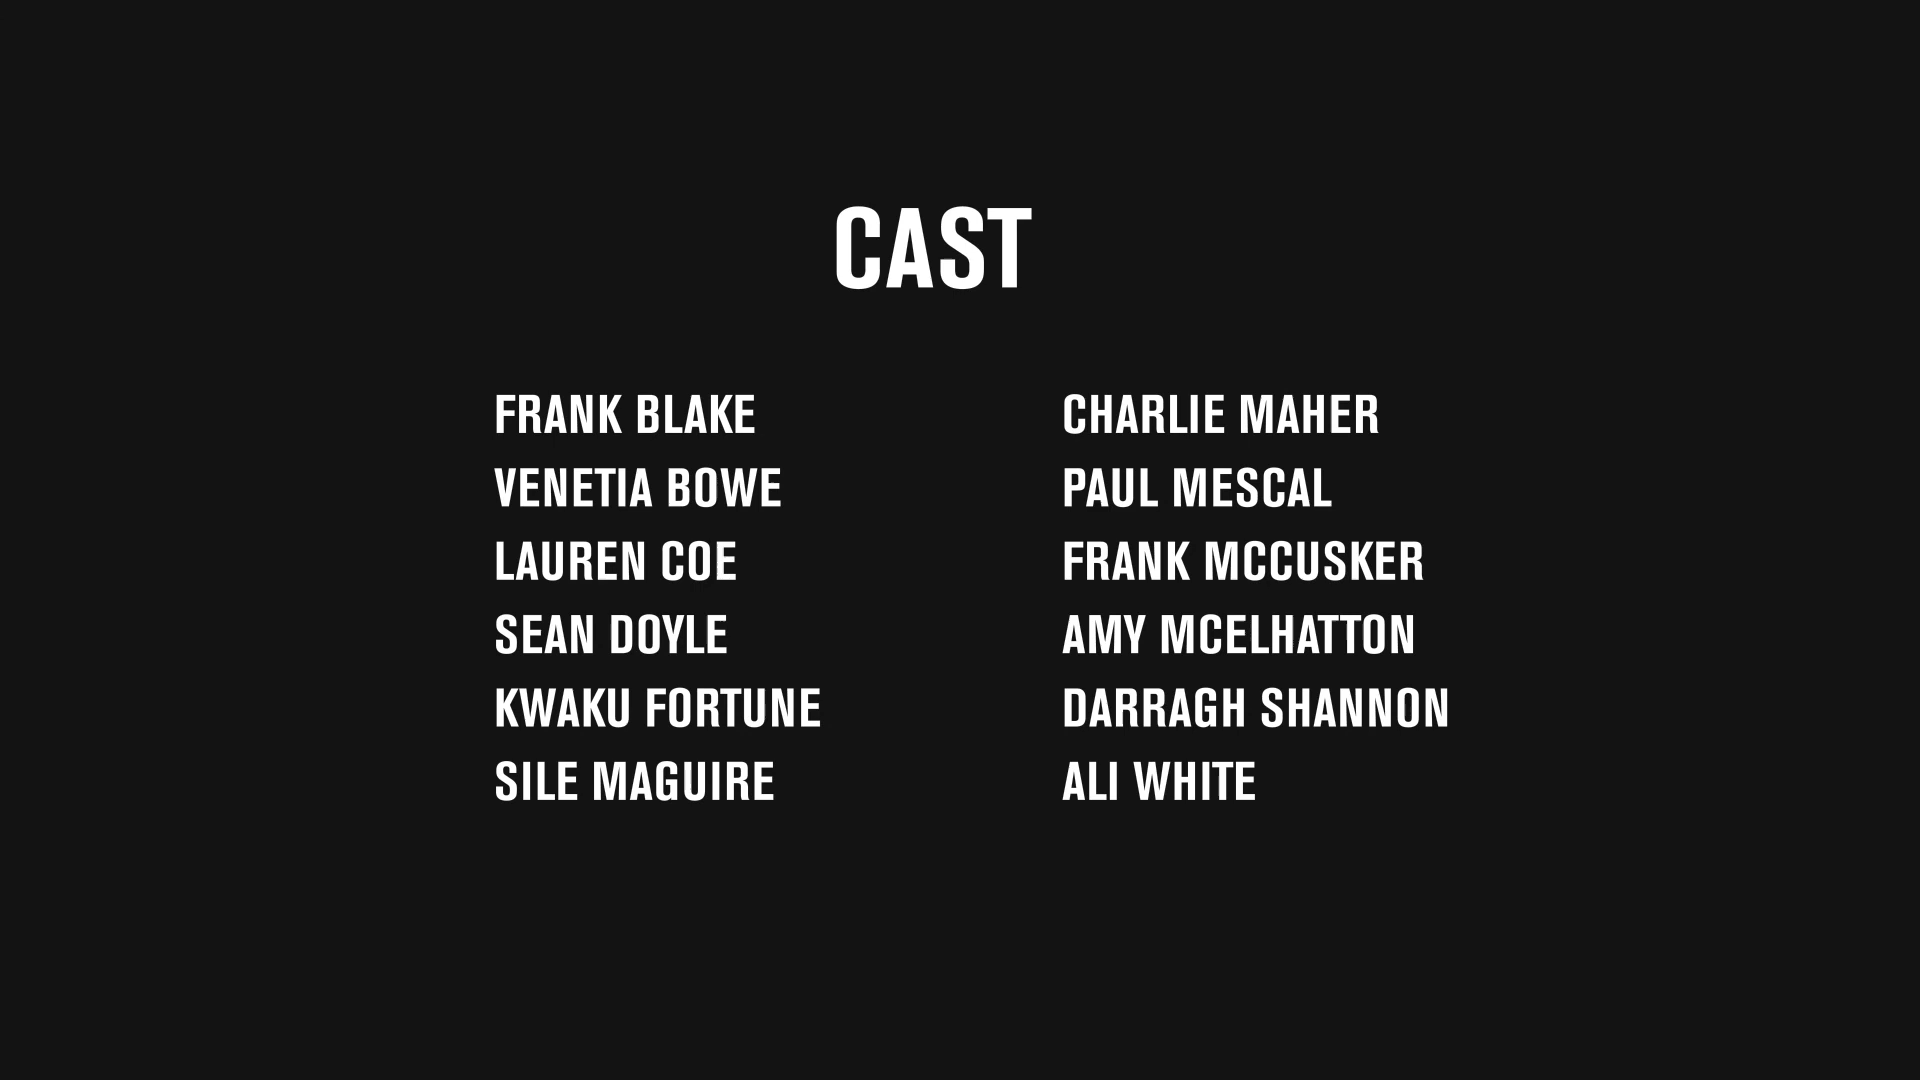 CAST
FRANK BLAKE
VENETIA BOWE
LAUREN COE
SEAN DOYLE
KWAKU FORTUNE
SILE MAGUIRE
CHARLIE MAHER
PAUL MESCAL
FRANK MCCUSKER
AMY MCELHATTON
DARRAGH SHANNON
ALI WHITE